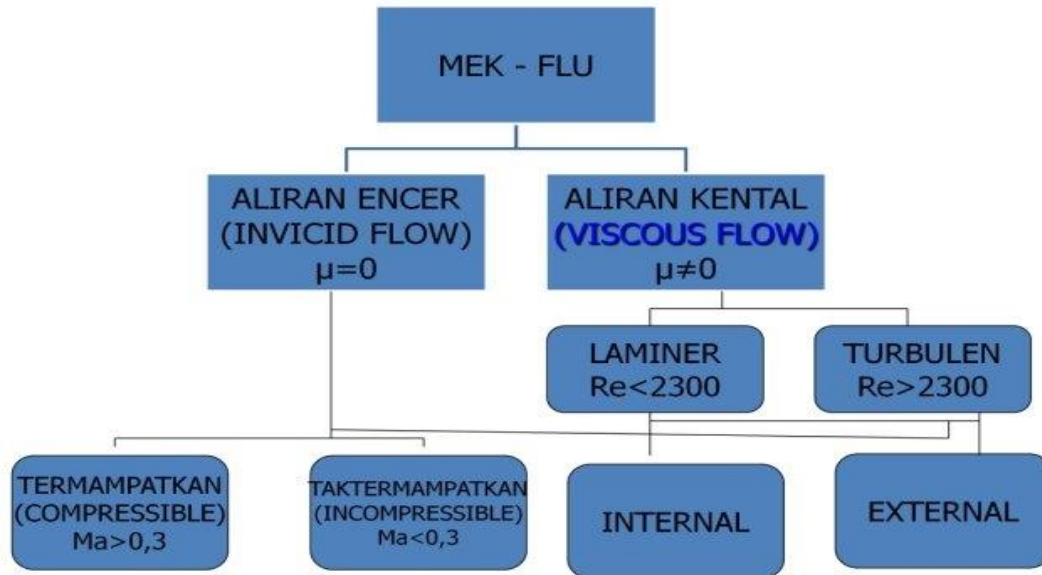 MEK - FLU
ALIRAN ENCER
(INVICID FLOW)
μ=0
ALIRAN KENTAL
(VISCOUS FLOW)
μ≠0
LAMINER
Re<2300
TURBULEN
Re>2300
TERMAMPATKAN
(COMPRESSIBLE)
Ma>0,3
TAKTERMAMPATKAN
(INCOMPRESSIBLE)
Ma<0,3
INTERNAL
EXTERNAL